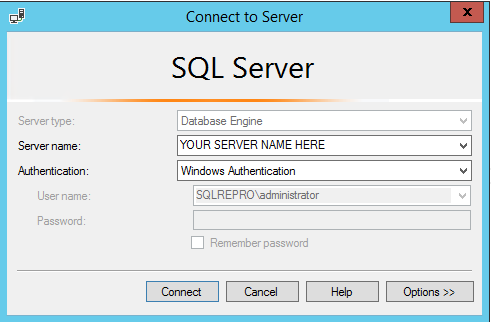 Connect to Server
x
SQL Server
Server type: Database Engine
Server name: YOUR SERVER NAME HERE
Authentication: Windows Authentication
User name: SQLREPRO\administrator
Password:
Remember password
Connect Cancel Help Options >>